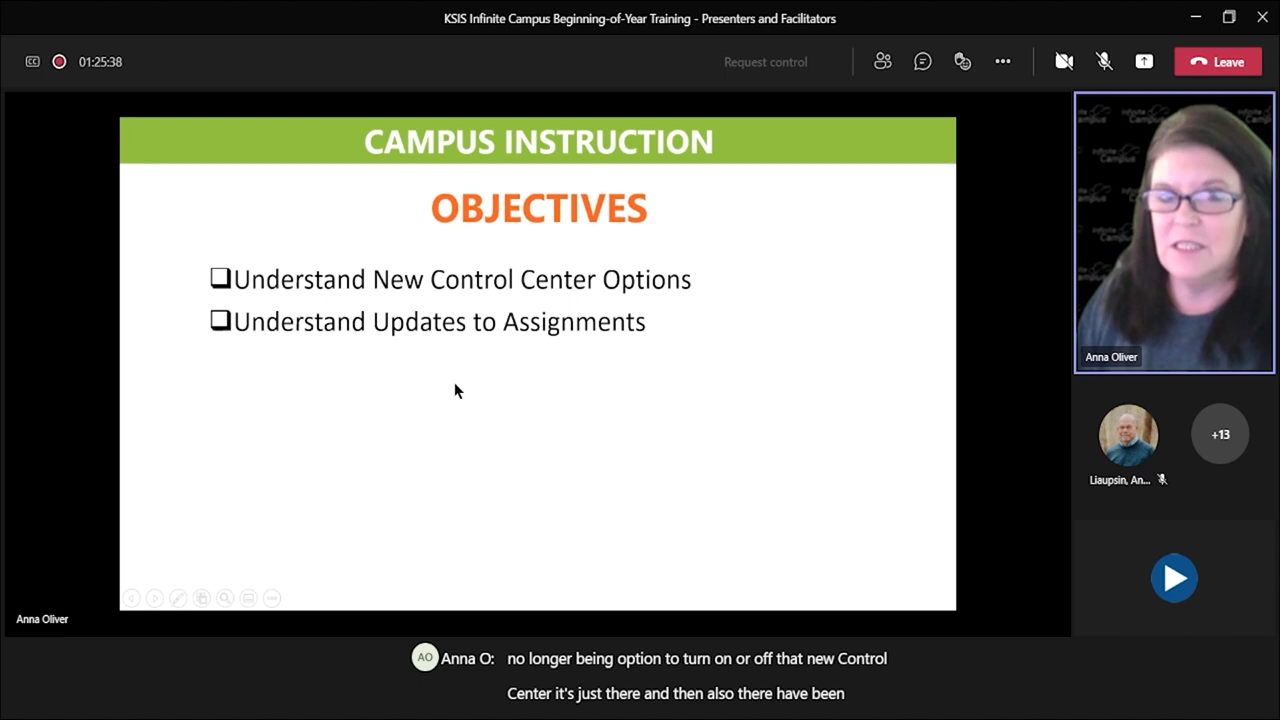 KSIS Infinite Campus Beginning-of-Year Training - Presenters and Facilitators
CC
01:25:38
Request control
Leave
CAMPUS INSTRUCTION
OBJECTIVES
Understand New Control Center Options
Understand Updates to Assignments
Infinite Campus
Anna Oliver
+13
Liaupsin, An...
Anna Oliver
AO Anna O: no longer being option to turn on or off that new Control
Center it's just there and then also there have been